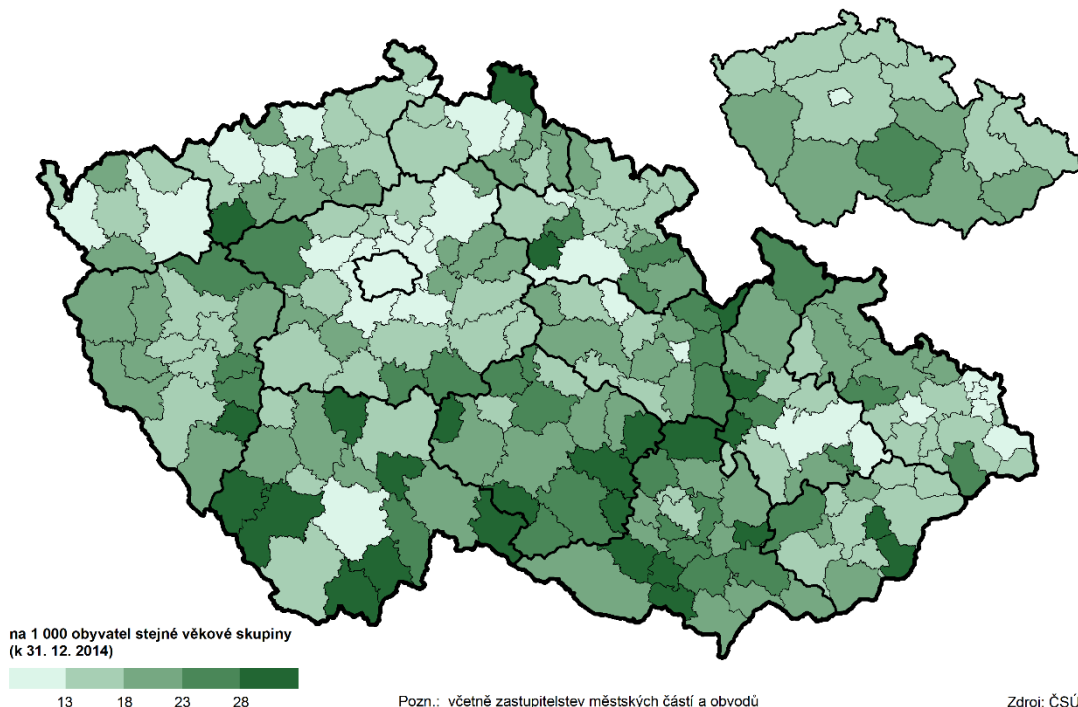 na 1 000 obyvatel stejné věkové skupiny
(k 31. 12. 2014)
13 18 23 28
Pozn.: včetně zastupitelstev městských částí a obvodů
Zdroj: ČSÚ